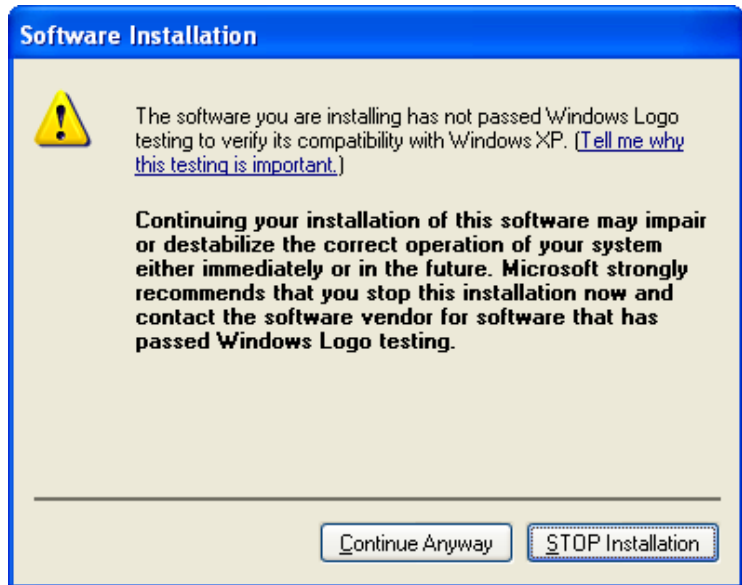 Software Installation
The software you are installing has not passed Windows Logo
testing to verify its compatibility with Windows XP. (Tell me why
this testing is important.)
Continuing your installation of this software may impair
or destabilize the correct operation of your system
either immediately or in the future. Microsoft strongly
recommends that you stop this installation now and
contact the software vendor for software that has
passed Windows Logo testing.
Continue Anyway
STOP Installation